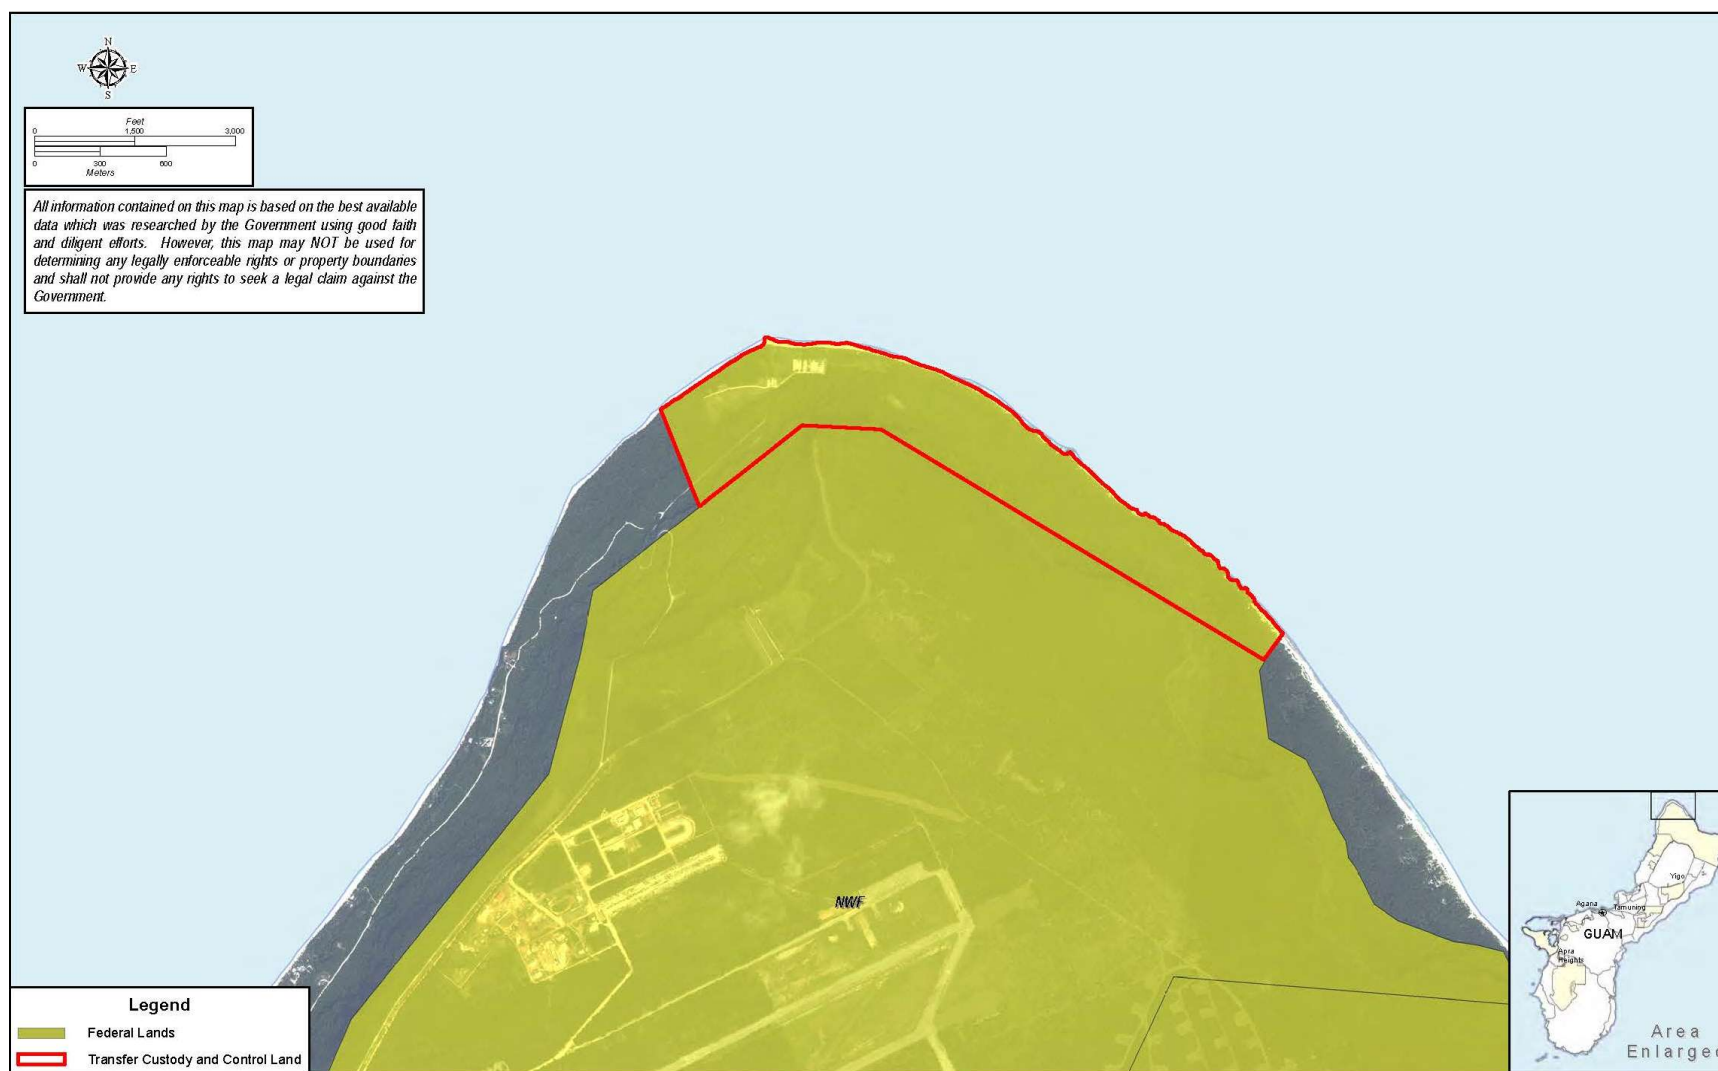 N
W E
S
Feet
0 1,500 3,000
0 300 600
Meters
All information contained on this map is based on the best available
data which was researched by the Government using good faith
and diligent efforts. However, this map may NOT be used for
determining any legally enforceable rights or property boundaries
and shall not provide any rights to seek a legal claim against the
Government.
NWF
Yigo
Agana
Tamuning
GUAM
Apra
Heights
Area
Enlarged
Legend
Federal Lands
Transfer Custody and Control Land